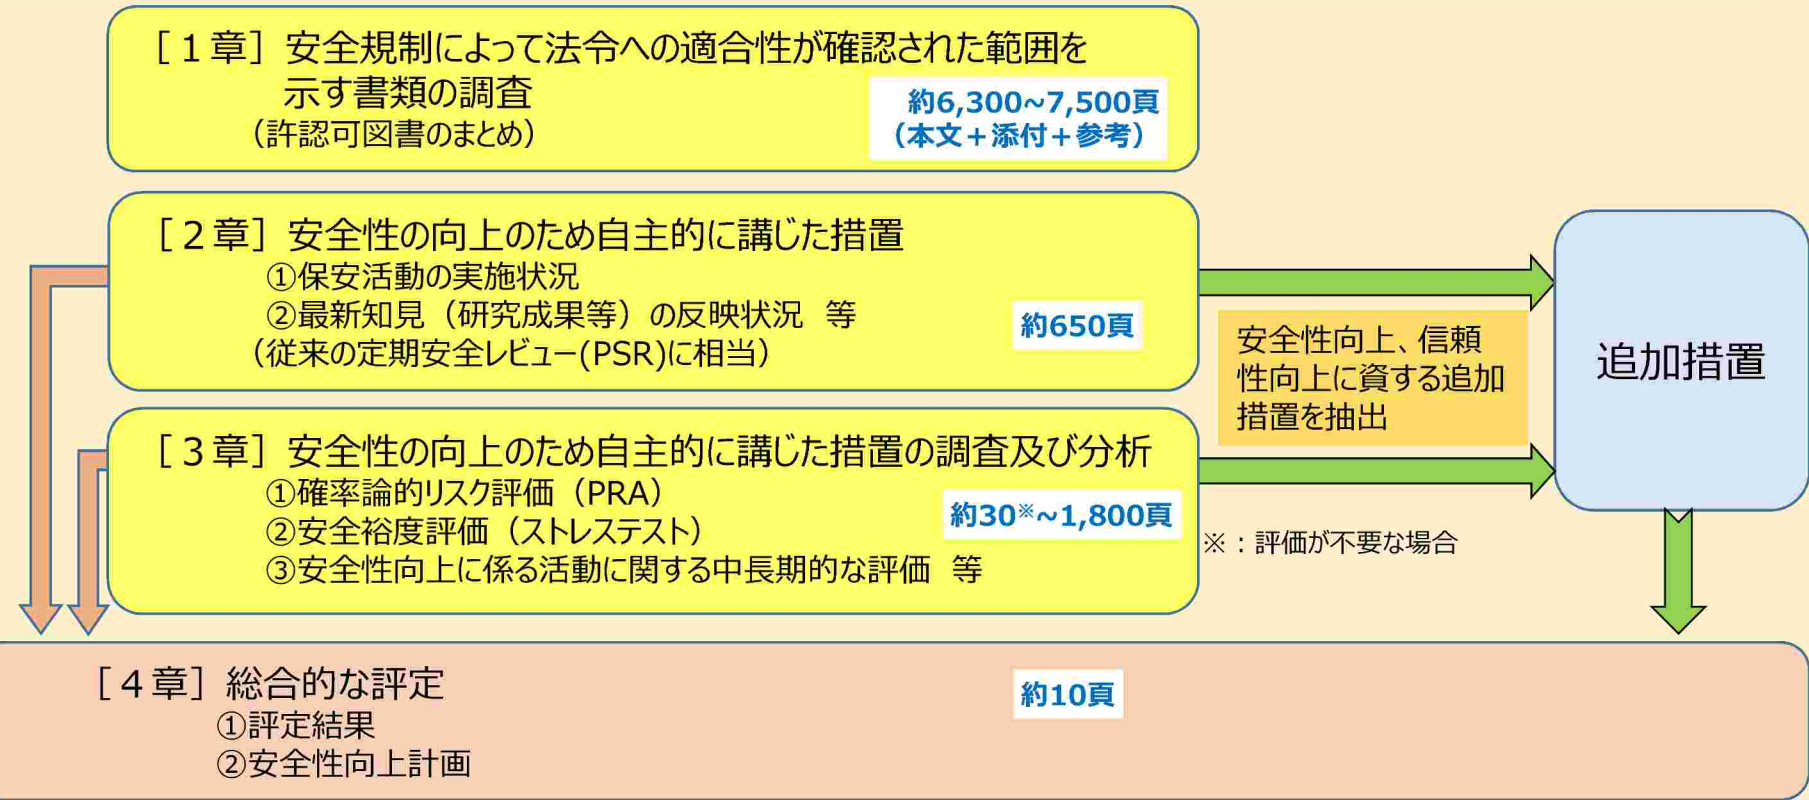 ［１章］安全規制によって法令への適合性が確認された範囲を
示す書類の調査
（許認可図書のまとめ）
約6,300~7,500頁
（本文＋添付＋参考）
［２章］安全性の向上のため自主的に講じた措置
①保安活動の実施状況
②最新知見（研究成果等）の反映状況　等
（従来の定期安全レビュー(PSR)に相当）
約650頁
［３章］安全性の向上のため自主的に講じた措置の調査及び分析
①確率論的リスク評価（PRA）
②安全裕度評価（ストレステスト）
③安全性向上に係る活動に関する中長期的な評価　等
約30※~1,800頁
安全性向上、信頼
性向上に資する追加
措置を抽出
※：評価が不要な場合
追加措置
［４章］総合的な評定
①評定結果
②安全性向上計画
約10頁